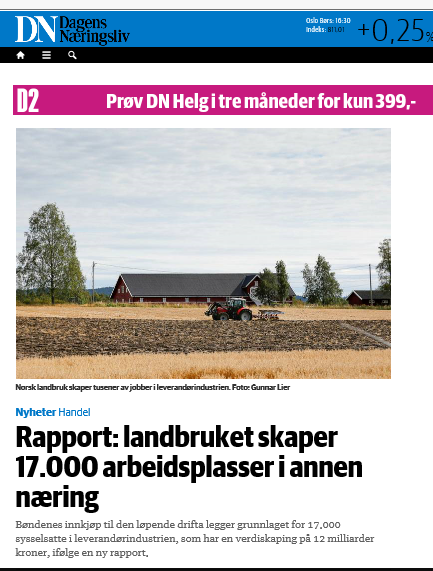 DN Dagens
Næringsliv
Oslo Børs: 16:30
Indeks: 811.01
+0,25%
D2 Prøv DN Helg i tre måneder for kun 399,-
Norsk landbruk skaper tusener av jobber i leverandørindustrien. Foto: Gunnar Lier
Nyheter Handel
Rapport: landbruket skaper
17.000 arbeidsplasser i annen
næring
Bøndenes innkjøp til den løpende drifta legger grunnlaget for 17.000
sysselsatte i leverandørindustrien, som har en verdiskaping på 12 milliarder
kroner, ifølge en ny rapport.